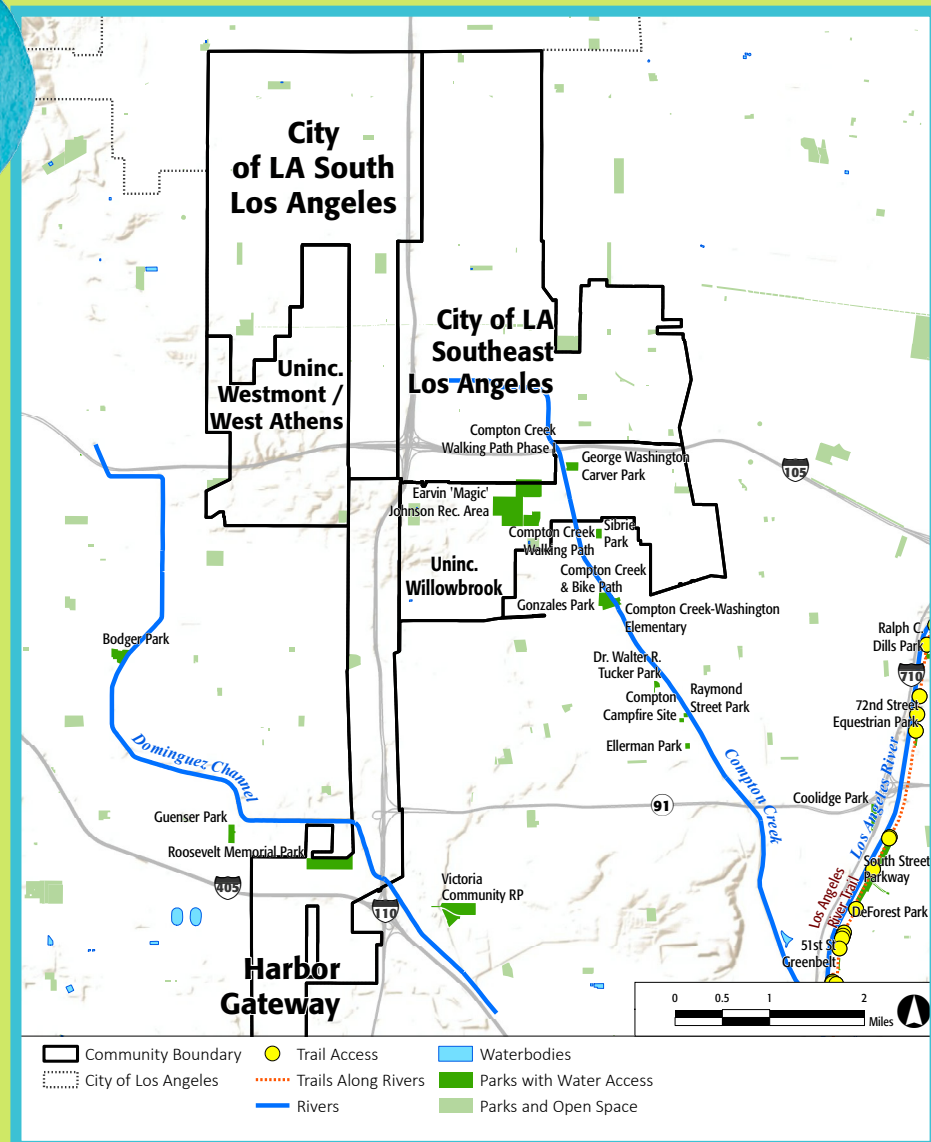 City
of LA South
Los Angeles
City of LA
Southeast
Los Angeles
Uninc.
Westmont /
West Athens
Compton Creek
Walking Path Phase
George Washington
Carver Park
105
Earvin 'Magic'
Johnson Rec. Area
Compton Creek
Walking Path
Sibrie
Park
Uninc.
Willowbrook
Compton Creek
& Bike Path
Gonzales Park
Compton Creek-Washington
Elementary
Ralph C.
Dills Park
Bodger Park
Dr. Walter R.
Tucker Park
710
Compton
Campfire Site
Raymond
Street Park
72nd Street
Equestrian Park
Ellerman Park
Dominguez Channel
Compton Creek
Los Angeles River
Coolidge Park
91
Guenser Park
Roosevelt Memorial Park
405
110
Victoria
Community RP
South Street
Parkway
Los Angeles
River Trail
DeForest Park
51st St
Greenbelt
Harbor
Gateway
0 0.5 1 2
Miles
Community Boundary
City of Los Angeles
Trail Access
Trails Along Rivers
Rivers
Waterbodies
Parks with Water Access
Parks and Open Space